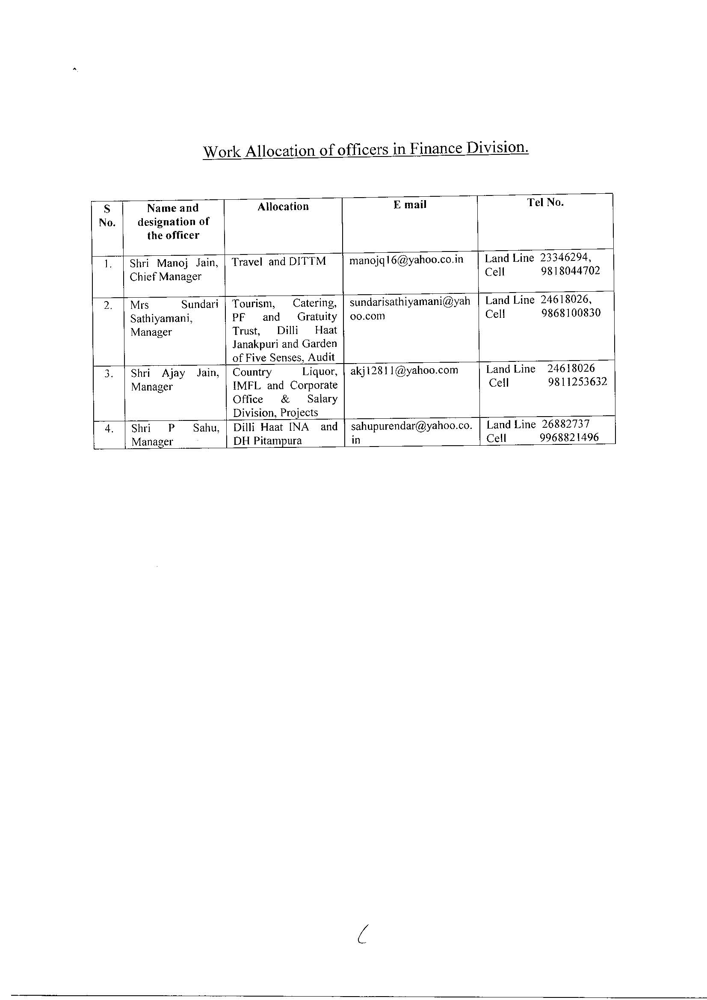 Work Allocation of officers in Finance Division.
S No. Name and designation of the officer Allocation E mail Tel No.
1. Shri Manoj Jain, Travel and DITTM manojq16@yahoo.co.in Land Line 23346294,
Chief Manager Cell 9818044702
2. Mrs Sundari Tourism, Catering, sundarisathiyamani@yah Land Line 24618026,
Sathiyamani, PF and Gratuity oo.com Cell 9868100830
Manager Trust, Dilli Haat
Janakpuri and Garden
of Five Senses, Audit
3. Shri Ajay Jain, Country Liquor, akj12811@yahoo.com Land Line 24618026
Manager IMFL and Corporate Cell 9811253632
Office & Salary
Division, Projects
4. Shri P Sahu, Dilli Haat INA and sahupurendar@yahoo.co. Land Line 26882737
Manager DH Pitampura in Cell 9968821496